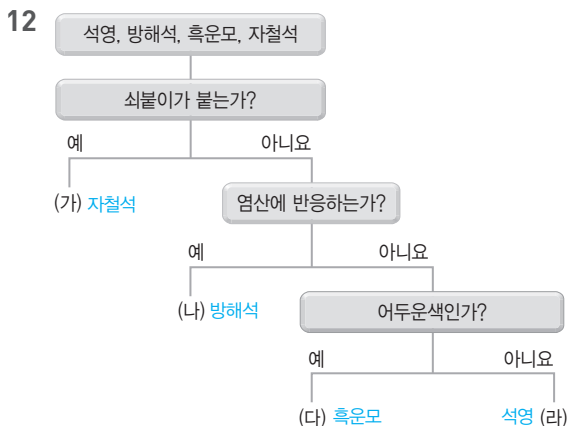 12
석영, 방해석, 흑운모, 자철석
쇠붙이가 붙는가?
예 아니요
(가) 자철석
염산에 반응하는가?
예 아니요
(나) 방해석
어두운색인가?
예 아니요
(다) 흑운모 석영 (라)